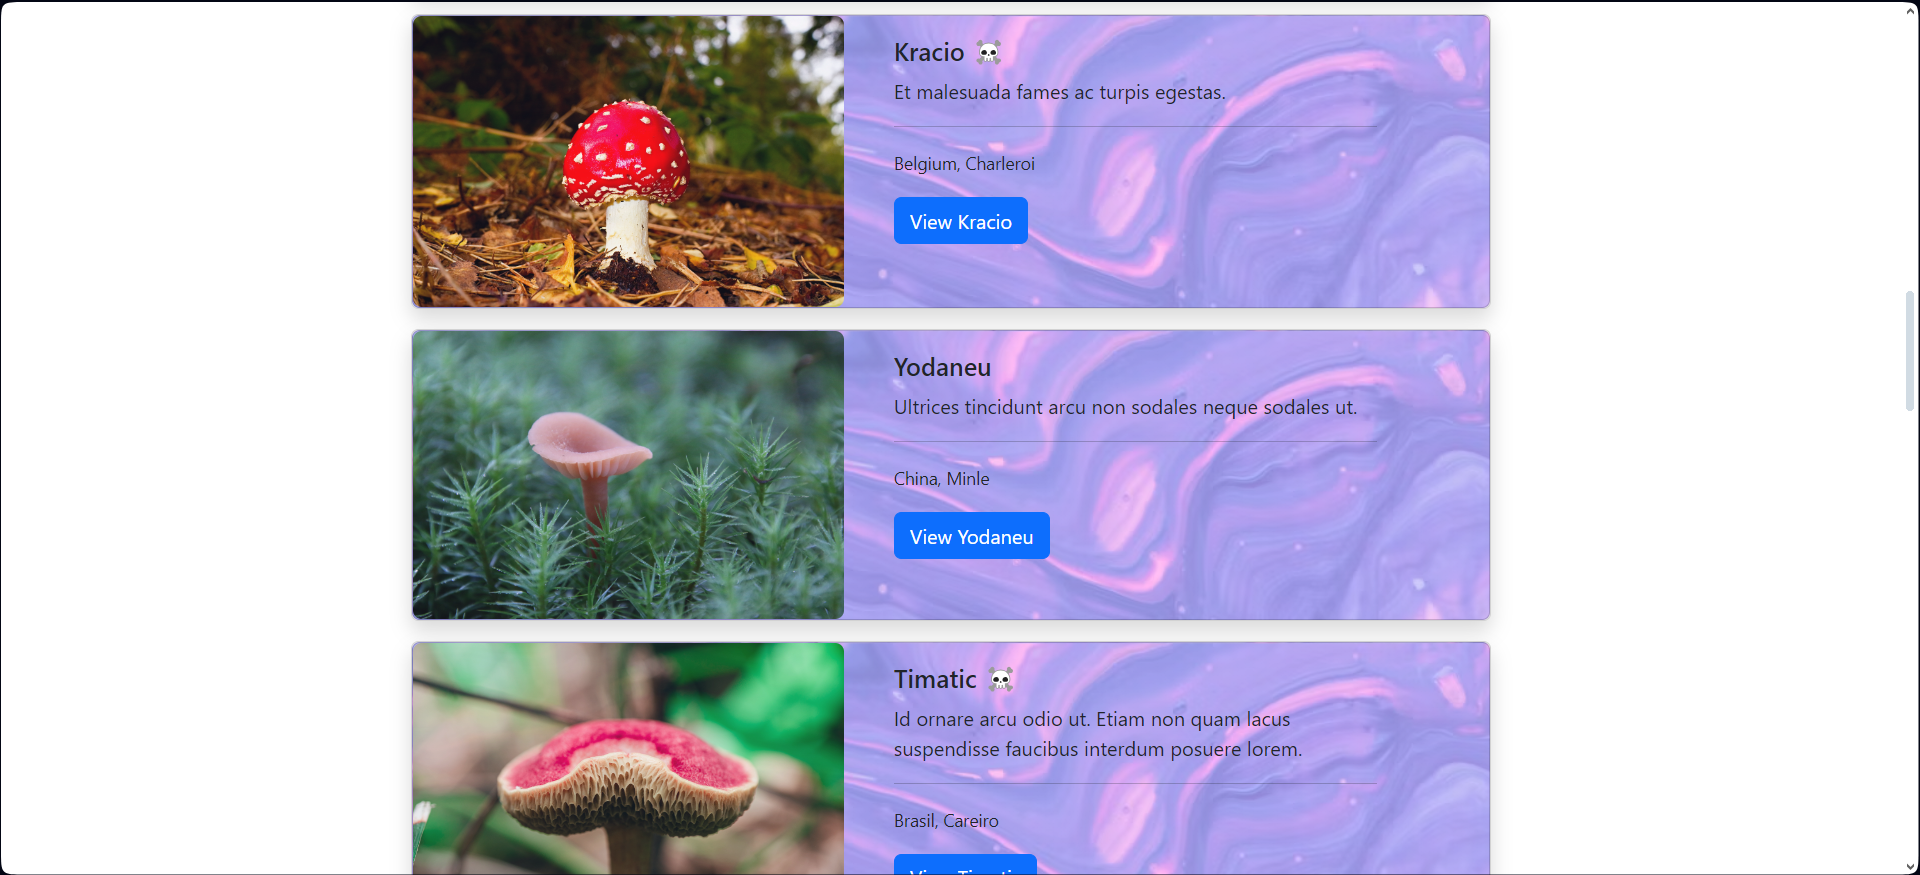 Kracio ☠️
Et malesuada fames ac turpis egestas.
Belgium, Charleroi
View Kracio
Yodaneu
Ultrices tincidunt arcu non sodales neque sodales ut.
China, Minle
View Yodaneu
Timatic ☠️
Id ornare arcu odio ut. Etiam non quam lacus
suspendisse faucibus interdum posuere lorem.
Brasil, Careiro
View Timatic